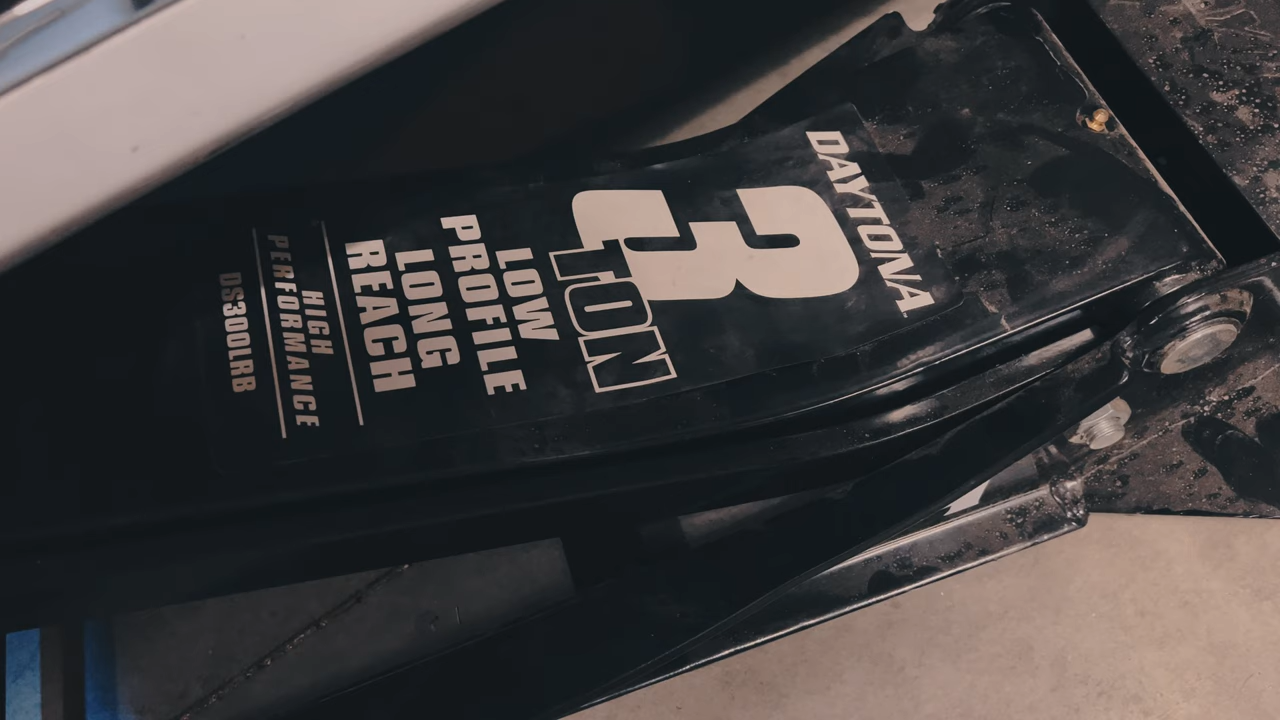 DAYTONA
3
TON
LOW
PROFILE
LONG
REACH
HIGH
PERFORMANCE
DS300LRB